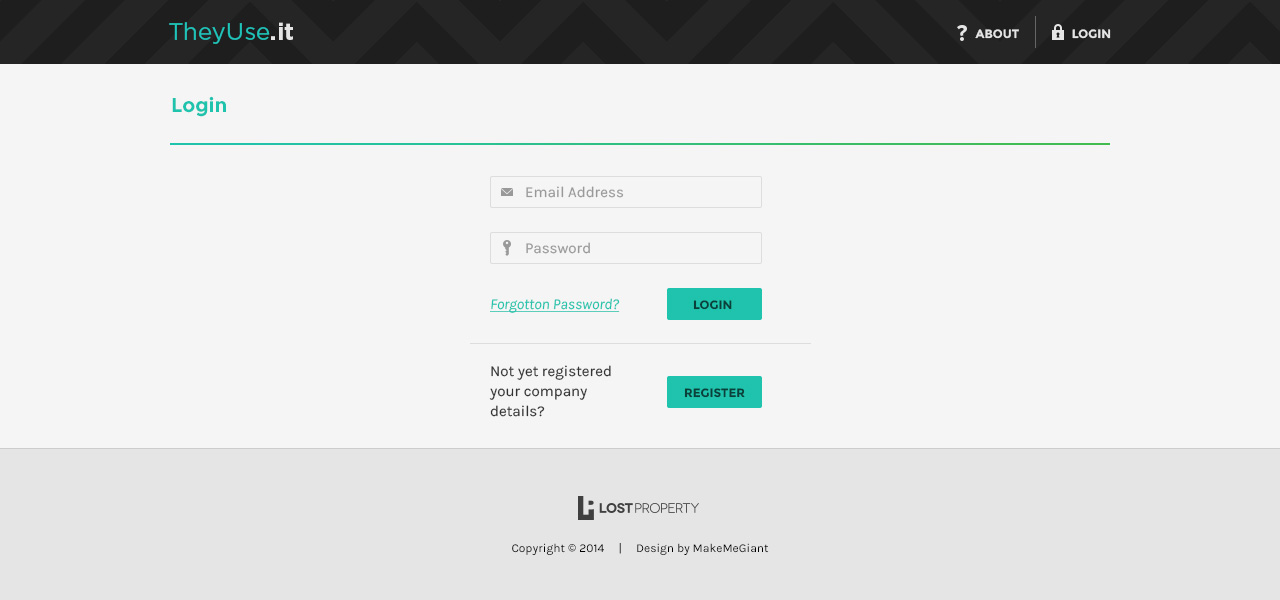 TheyUse.it
ABOUT
LOGIN
Login
Email Address
Password
Forgotton Password?
LOGIN
Not yet registered
your company
details?
REGISTER
LOSTPROPERTY
Copyright © 2014 | Design by MakeMeGiant